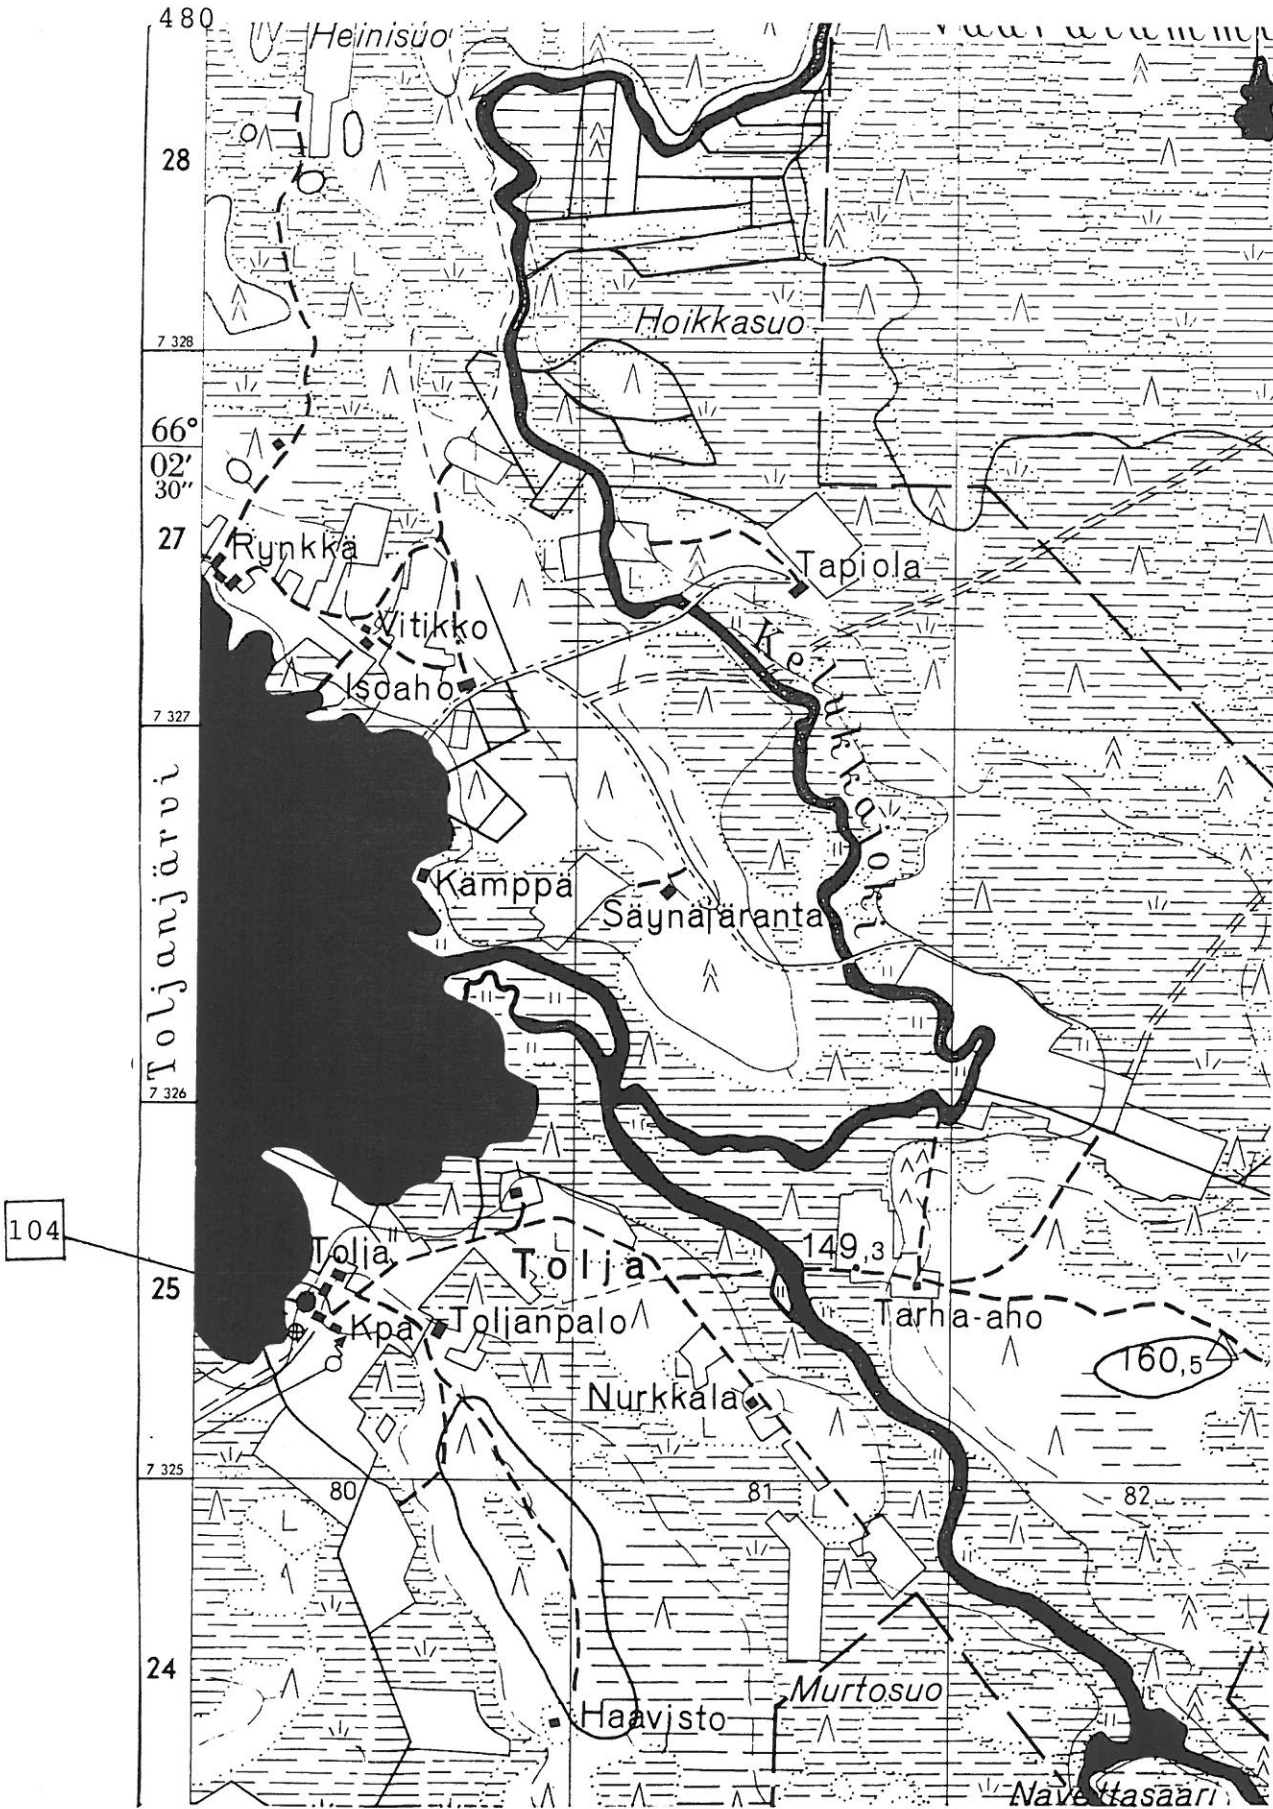 480
Heinisuo
28
Hoikkasuo
7 328
66°
02'
30"
27
Rynkkä
Tapiola
Vitikko
Kelukkajoki
Isoaho
7 327
Toljanjärvi
Kämppä
Säynäjäranta
7 326
104
Tolja
Tolja
149,3
25
Kpa
Toljanpalo
Tarha-aho
160,5
Nurkkala
7 325
80
81
82
24
Murtosuo
Haavisto
Navettasaari